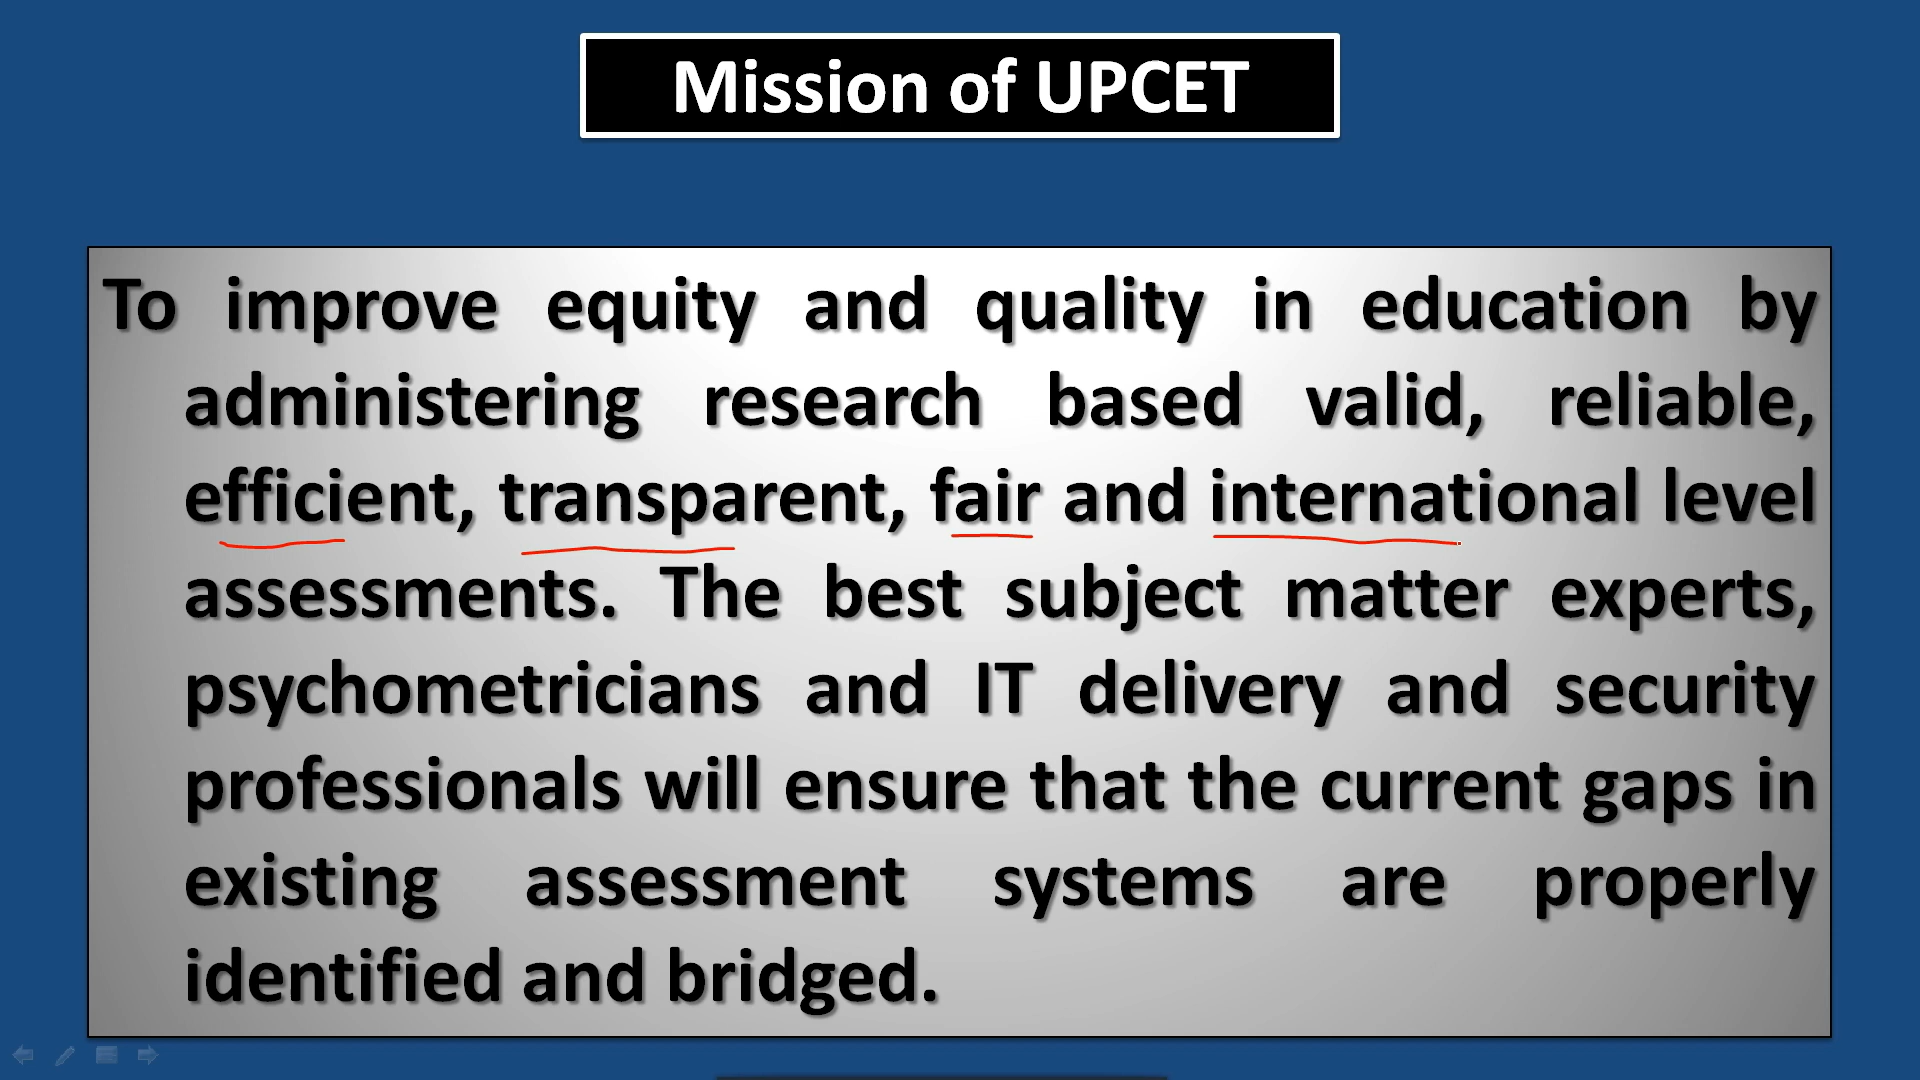 Mission of UPCET
To improve equity and quality in education by
administering research based valid, reliable,
efficient, transparent, fair and international level
assessments. The best subject matter experts,
psychometricians and IT delivery and security
professionals will ensure that the current gaps in
existing assessment systems are properly
identified and bridged.